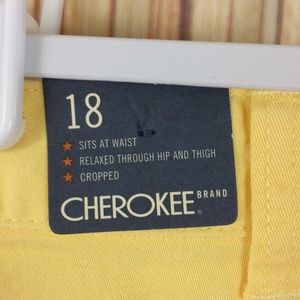 18
★ SITS AT WAIST
★ RELAXED THROUGH HIP AND THIGH
★ CROPPED
CHEROKEE BRAND ®